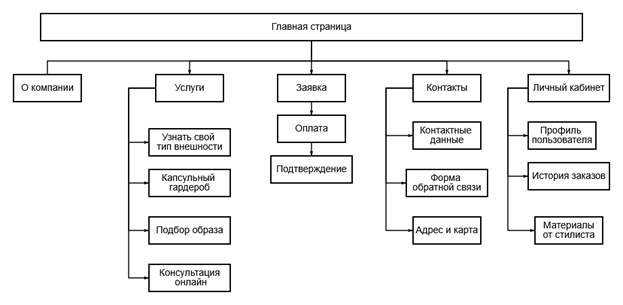 Главная страница
О компании
Услуги
Заявка
Контакты
Личный кабинет
Узнать свой
тип внешности
Капсульный
гардероб
Подбор образа
Консультация
онлайн
Оплата
Подтверждение
Контактные
данные
Форма
обратной связи
Адрес и карта
Профиль
пользователя
История заказов
Материалы
от стилиста